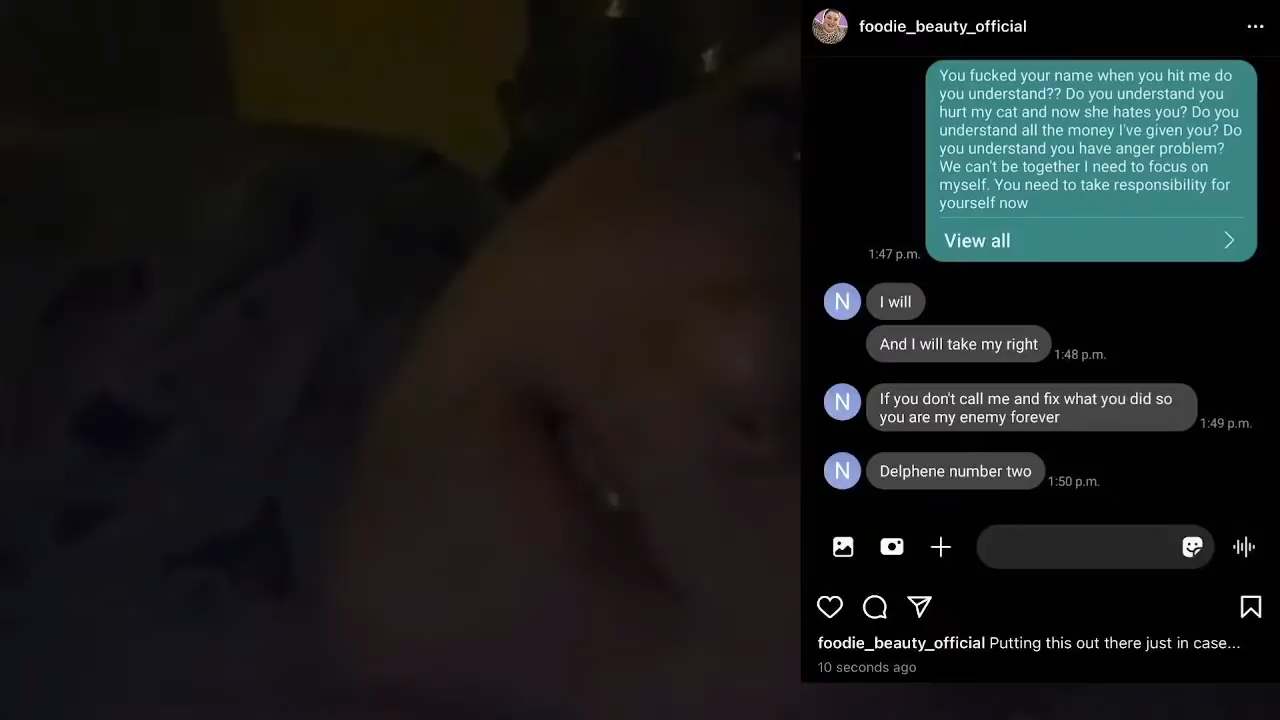 foodie_beauty_official
You fucked your name when you hit me do
you understand?? Do you understand you
hurt my cat and now she hates you? Do you
understand all the money I've given you? Do
you understand you have anger problem?
We can't be together I need to focus on
myself. You need to take responsibility for
yourself now
View all
1:47 p.m.
N
I will
And I will take my right
1:48 p.m.
N
If you don't call me and fix what you did so
you are my enemy forever
1:49 p.m.
N
Delphene number two
1:50 p.m.
foodie_beauty_official Putting this out there just in case...
10 seconds ago